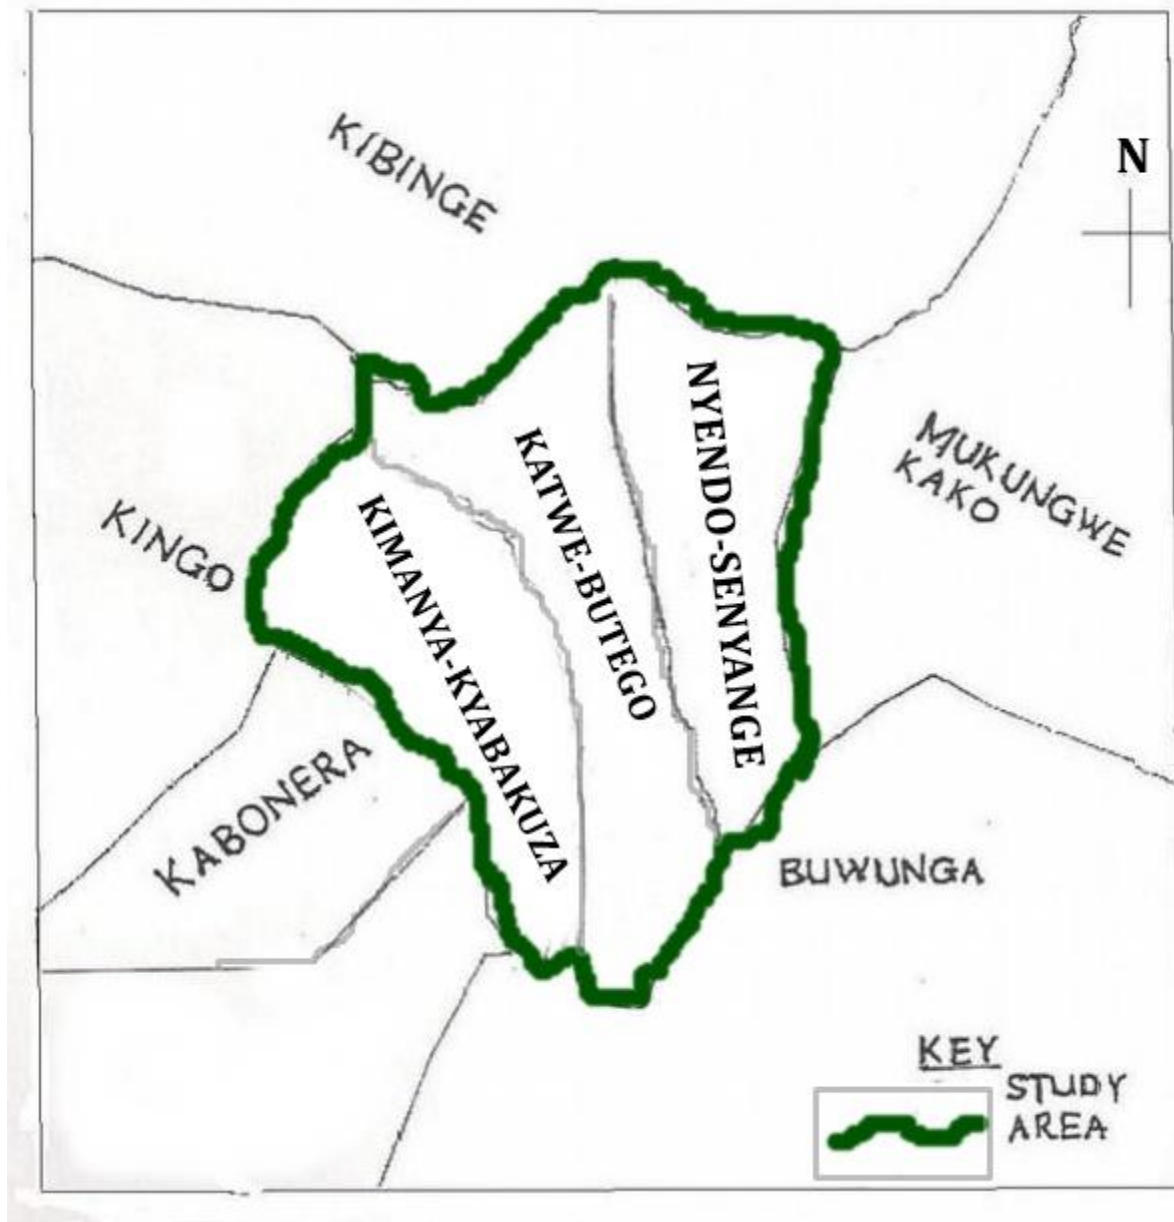 KIBINGE
N
NYENDO-SENYANGE
MUKUNGWE
KAKO
KATWE-BUTEGO
KINGO
KIMANYA-KYABAKUZA
KABONERA
BUWUNGA
KEY
STUDY
AREA